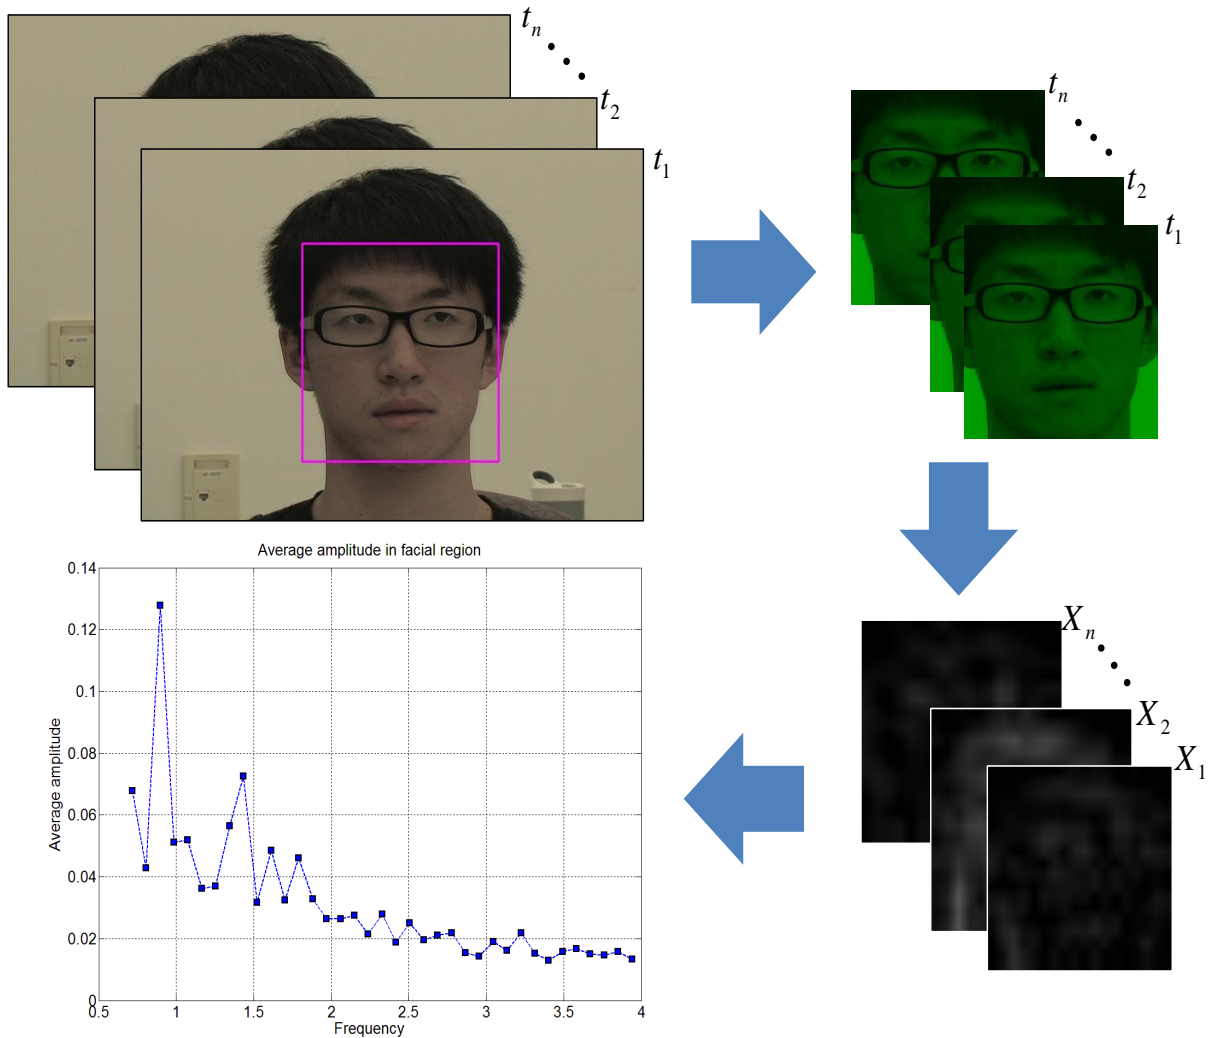 tn
t2
t1
tn
t2
t1
Xn
X2
X1
Average amplitude in facial region
Average amplitude
0.14
0.12
0.1
0.08
0.06
0.04
0.02
0
0.5 1 1.5 2 2.5 3 3.5 4
Frequency